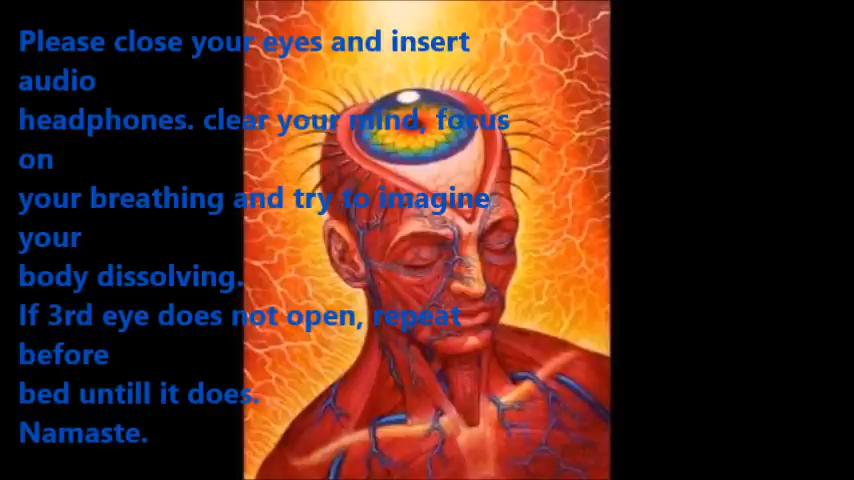 Please close your eyes and insert
audio
headphones. clear your mind, focus
on
your breathing and try to imagine
your
body dissolving.
If 3rd eye does not open, repeat
before
bed untill it does.
Namaste.